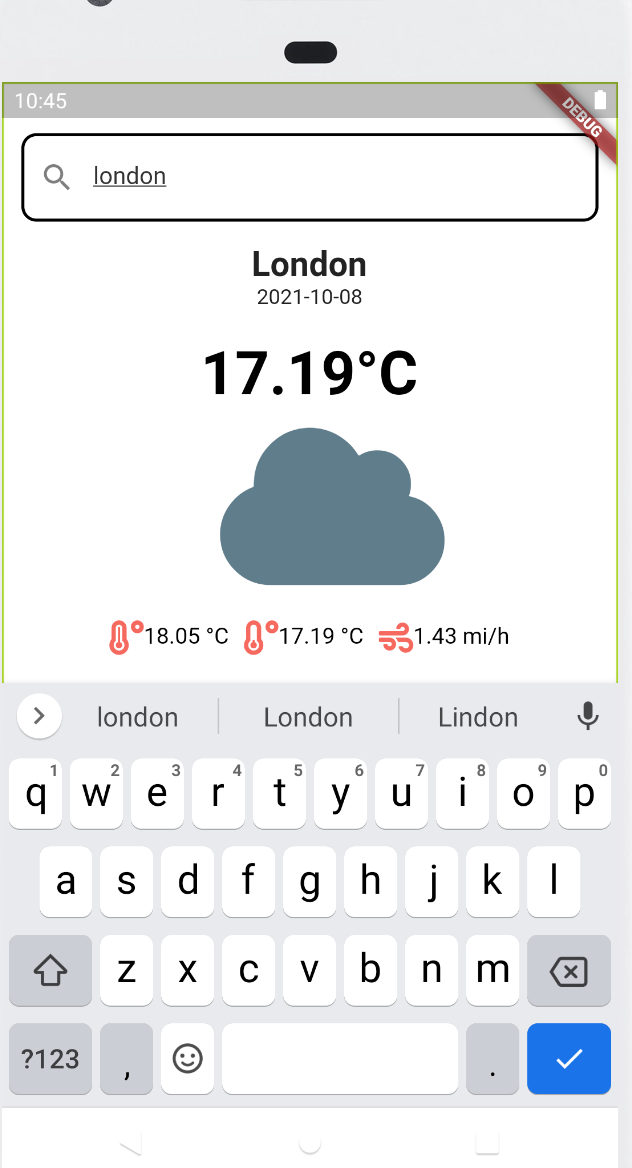 10:45
DEBUG
london
London
2021-10-08
17.19°C
18.05 °C 17.19 °C 1.43 mi/h
london London Lindon
1 2 3 4 5 6 7 8 9 0
q w e r t y u i o p
a s d f g h j k l
z x c v b n m
?123 , .